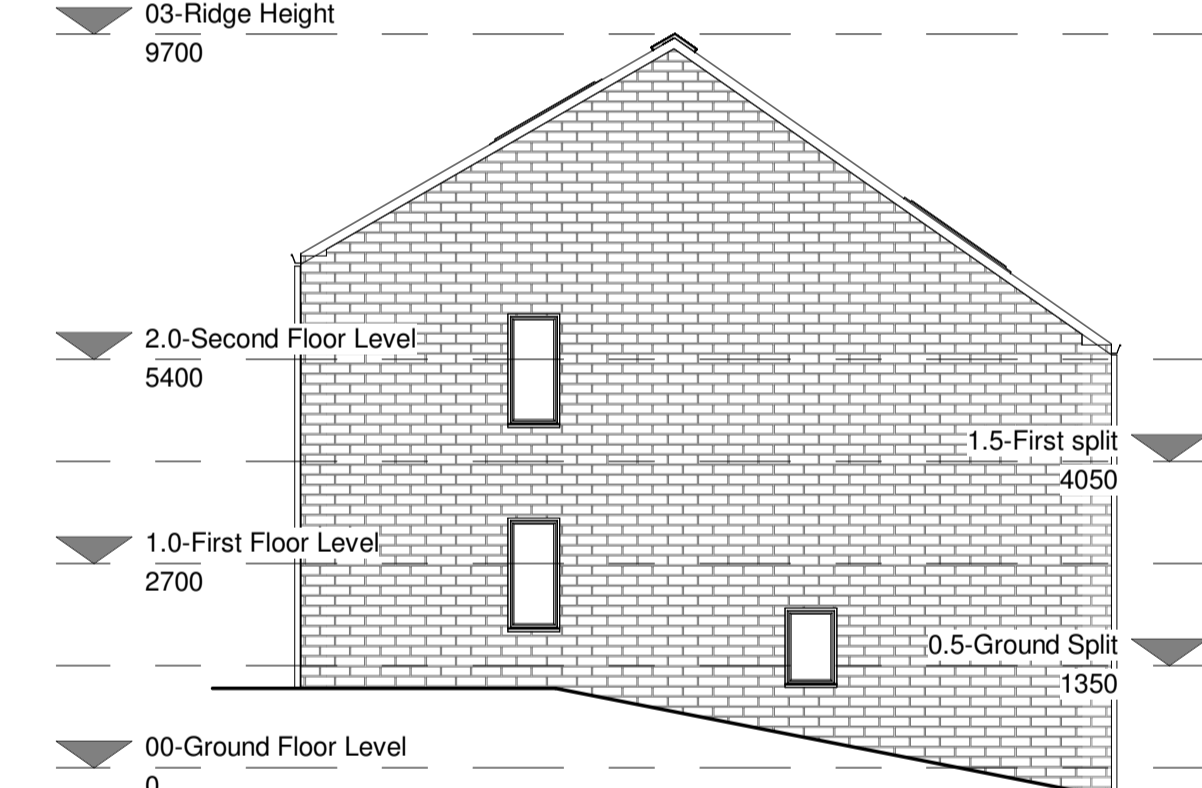 03-Ridge Height
9700
2.0-Second Floor Level
5400
1.5-First split
4050
1.0-First Floor Level
2700
0.5-Ground Split
1350
00-Ground Floor Level
0